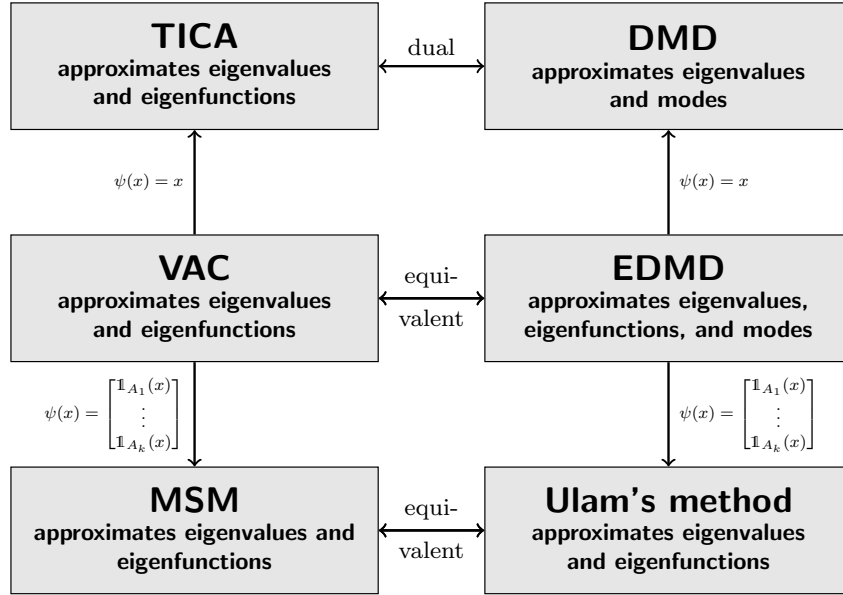 TICA
approximates eigenvalues
and eigenfunctions
dual
DMD
approximates eigenvalues
and modes
ψ(x) = x
ψ(x) = x
VAC
approximates eigenvalues
and eigenfunctions
equi-
valent
EDMD
approximates eigenvalues,
eigenfunctions, and modes
ψ(x) = [𝟙_{A_1}(x)
⋮
𝟙_{A_k}(x)]
ψ(x) = [𝟙_{A_1}(x)
⋮
𝟙_{A_k}(x)]
MSM
approximates eigenvalues and
eigenfunctions
equi-
valent
Ulam's method
approximates eigenvalues
and eigenfunctions